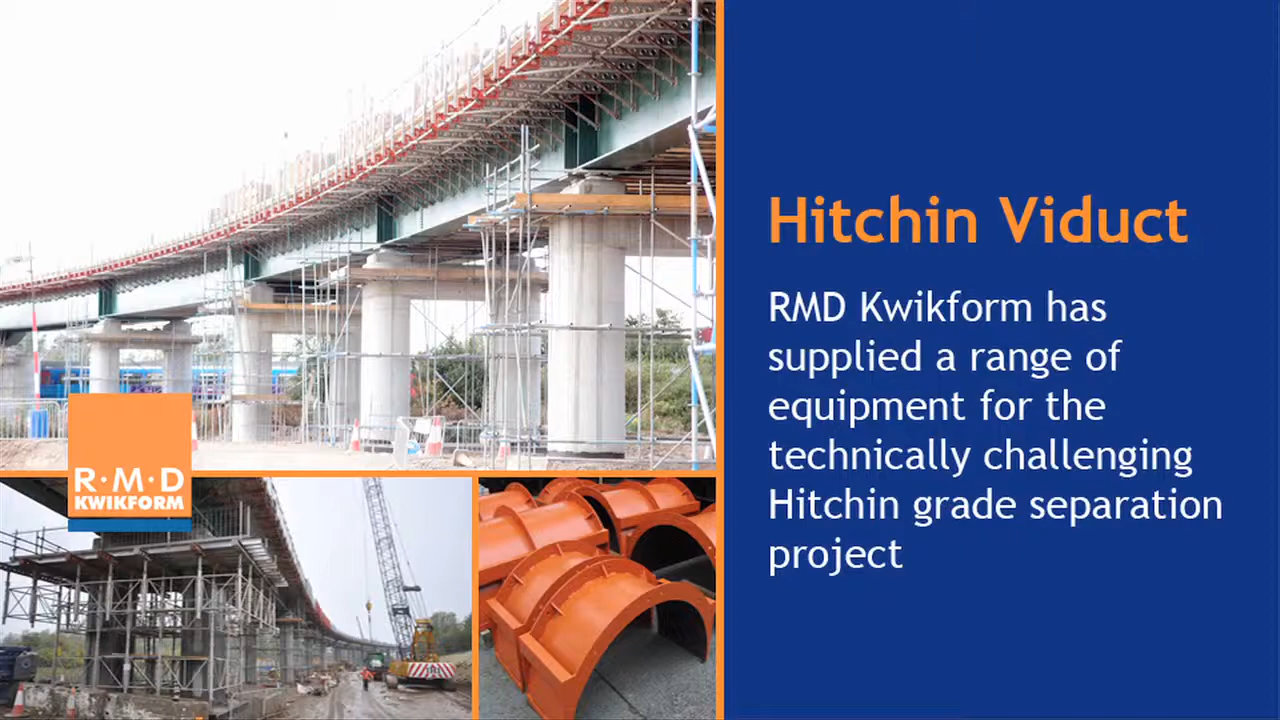 Hitchin Viduct
RMD Kwikform has
supplied a range of
equipment for the
technically challenging
Hitchin grade separation
project
R·M·D
KWIKFORM